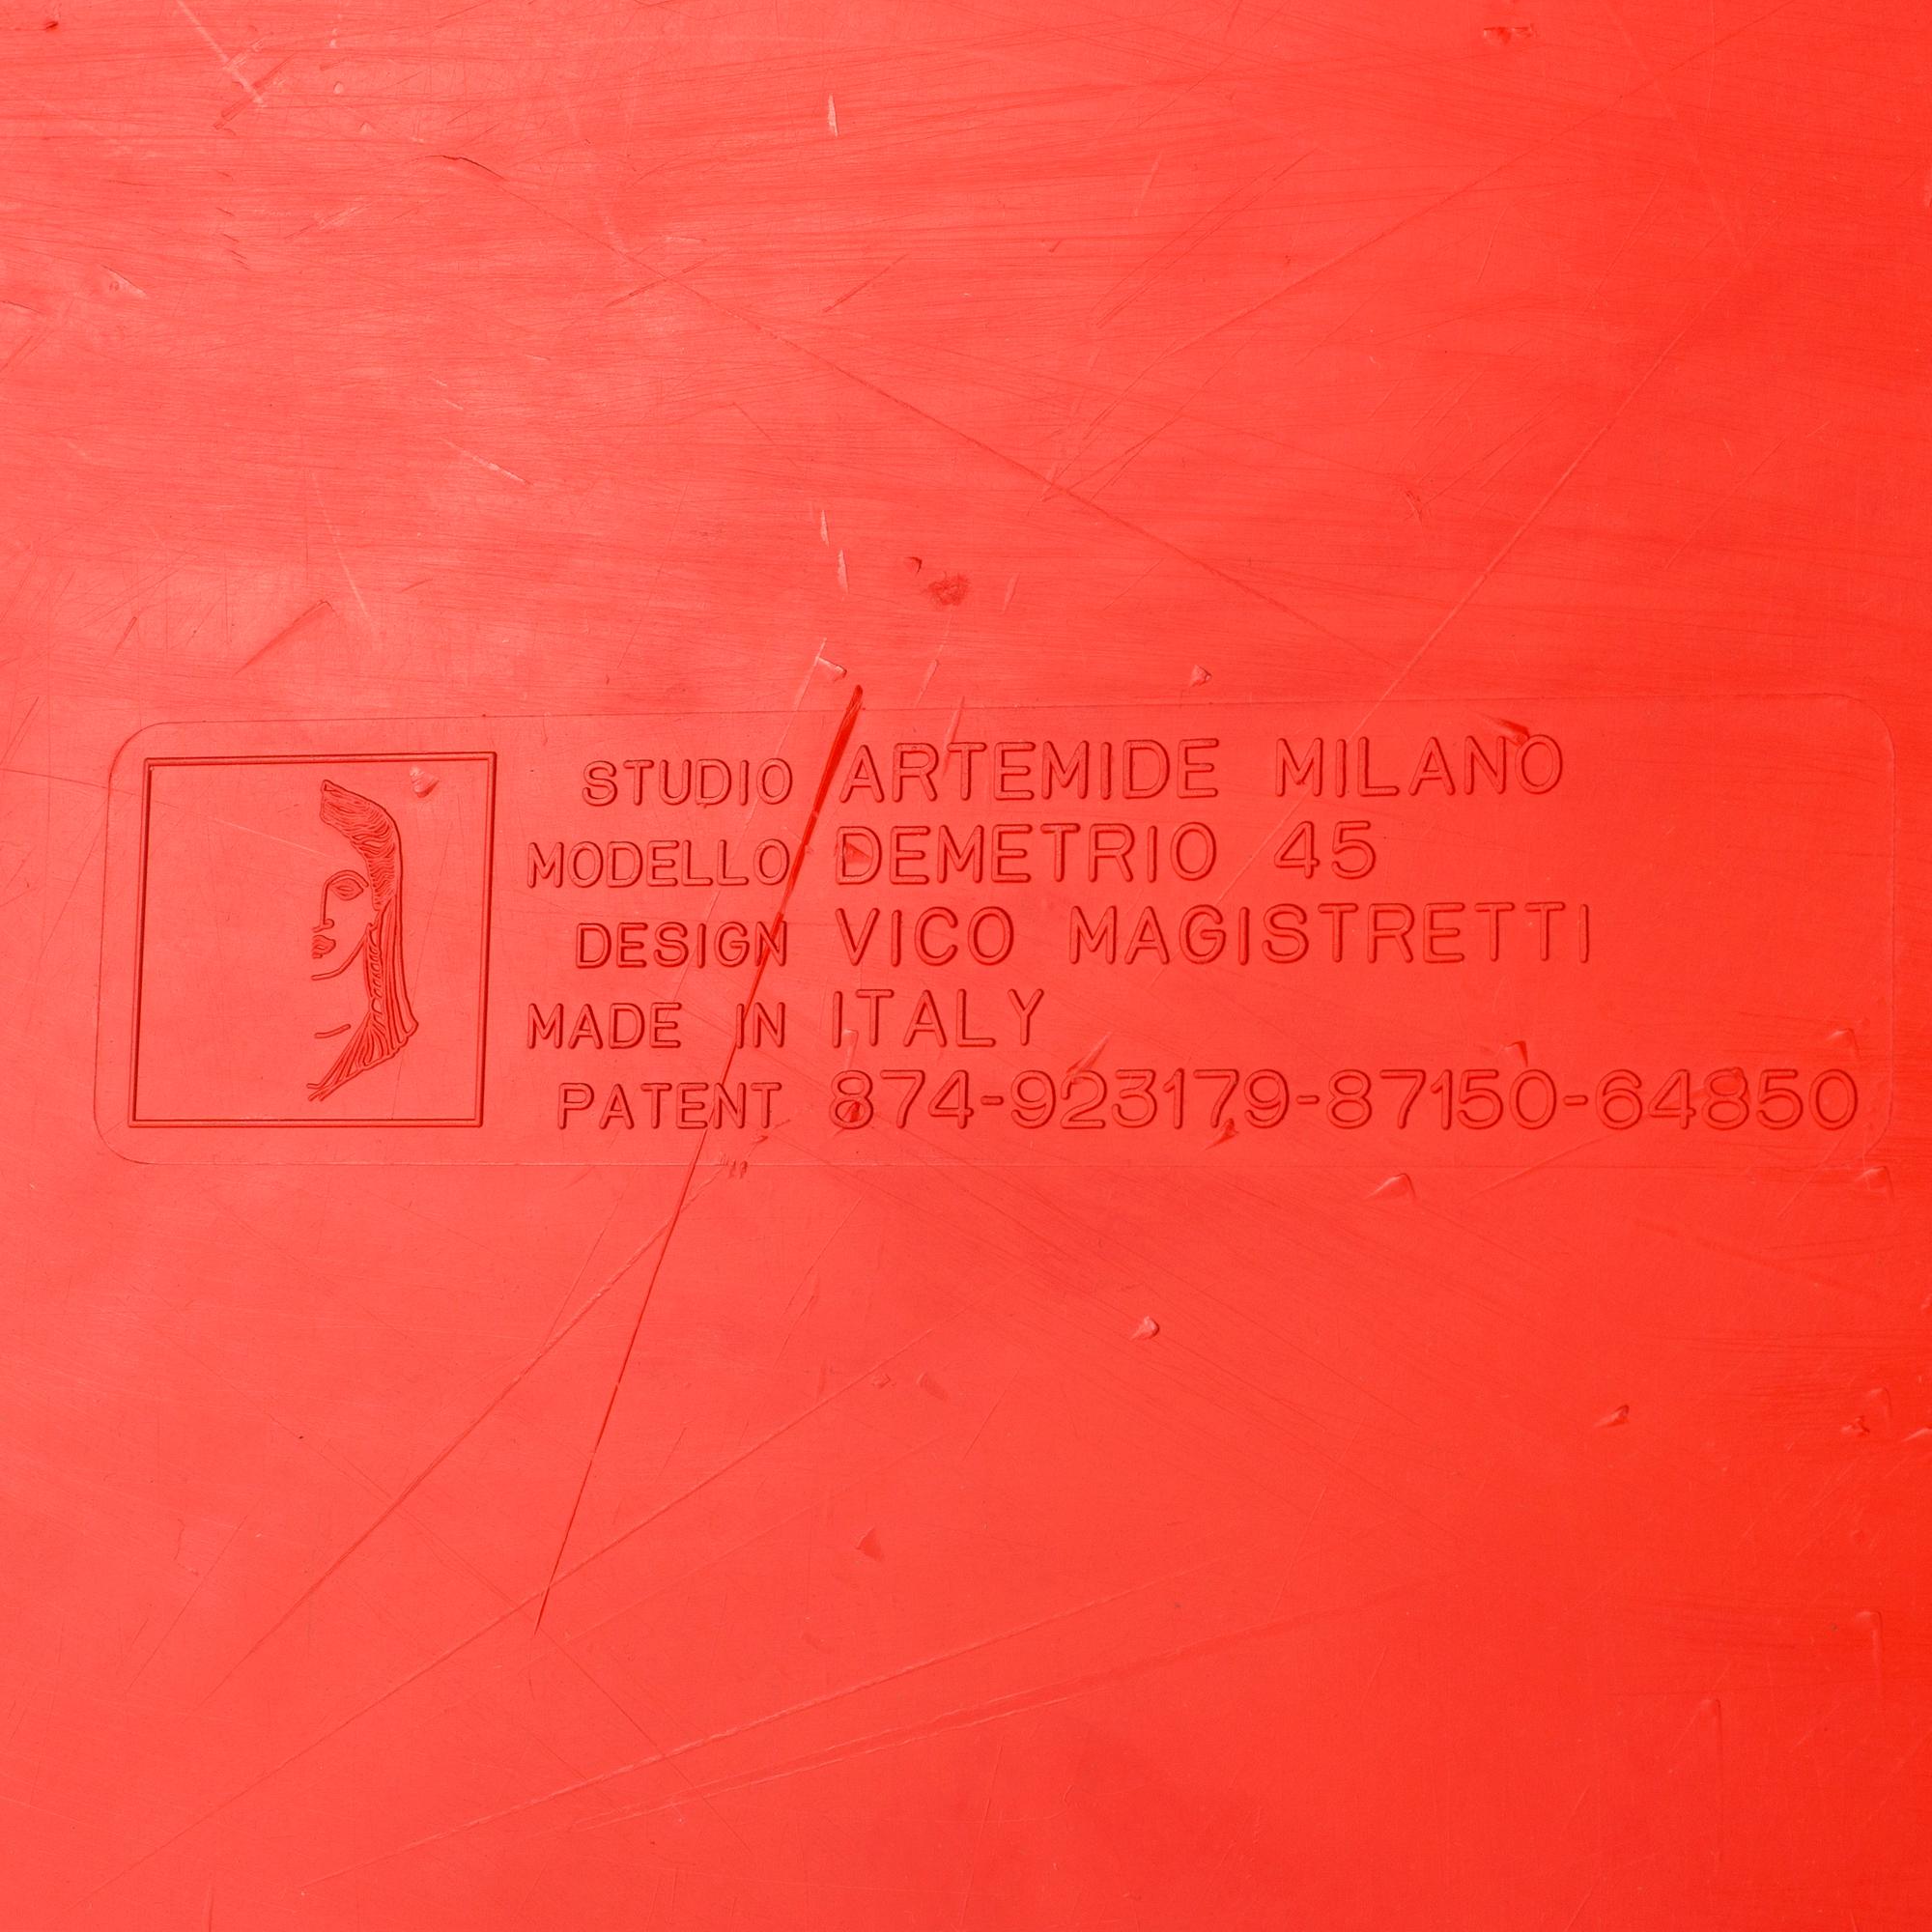 STUDIO ARTEMIDE MILANO
MODELLO DEMETRIO 45
DESIGN VICO MAGISTRETTI
MADE IN ITALY
PATENT 874-923179-87150-64850